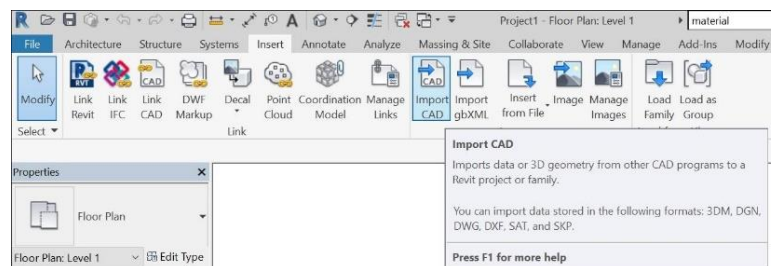 Project1 - Floor Plan: Level 1 material
File Architecture Structure Systems Insert Annotate Analyze Massing & Site Collaborate View Manage Add-Ins Modify
Modify Link Revit Link IFC Link CAD DWF Markup Decal Point Cloud Coordination Model Manage Links Import CAD Import gbXML Insert from File Image Manage Images Load Family Load as Group
Select Link
Import CAD
Imports data or 3D geometry from other CAD programs to a
Revit project or family.
You can import data stored in the following formats: 3DM, DGN,
DWG, DXF, SAT, and SKP.
Press F1 for more help
Properties
Floor Plan
Floor Plan: Level 1 Edit Type